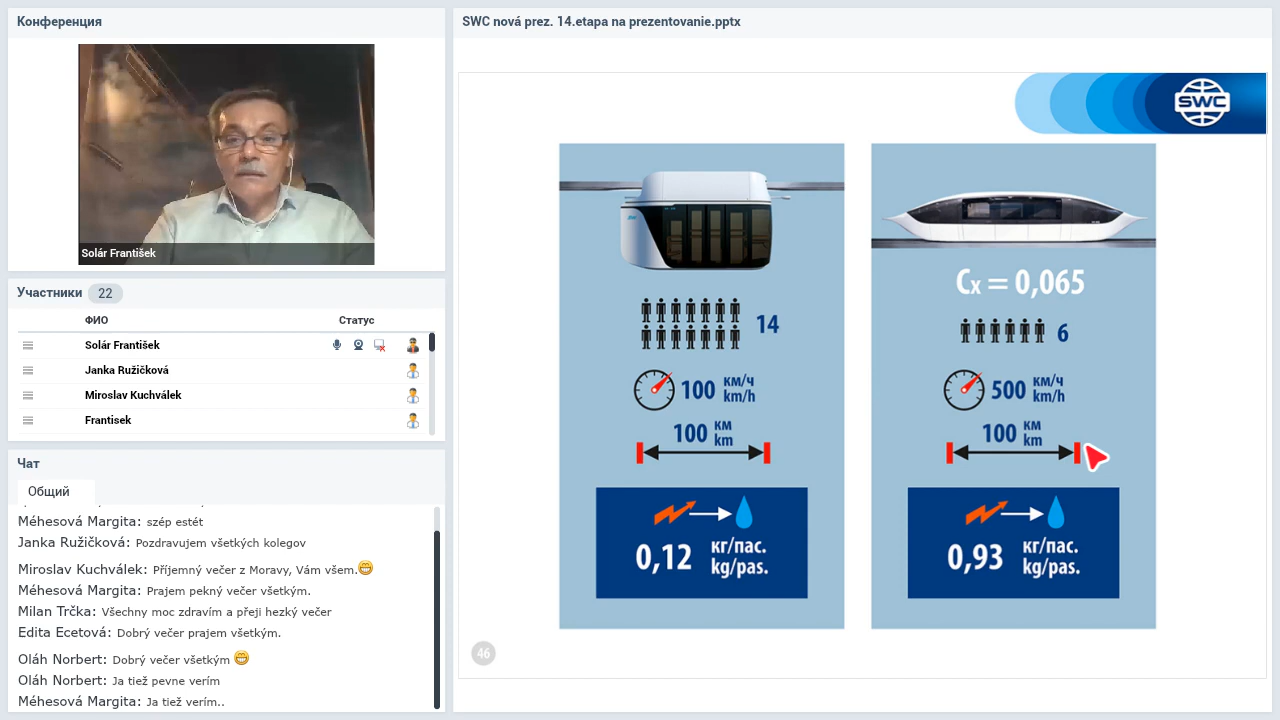 Конференция
Solár František
Участники 22
ФИО Статус
Solár František
Janka Ružičková
Miroslav Kuchválek
Frantisek
Чат
Общий
Méhesová Margita: szép estét
Janka Ružičková: Pozdravujem všetkých kolegov
Miroslav Kuchválek: Příjemný večer z Moravy, Vám všem.
Méhesová Margita: Prajem pekný večer všetkým.
Milan Trčka: Všechny moc zdravím a přeji hezký večer
Edita Ecetová: Dobrý večer prajem všetkým.
Oláh Norbert: Dobrý večer všetkým
Oláh Norbert: Ja tiež pevne verím
Méhesová Margita: Ja tiež verím..
SWC nová prez. 14.etapa na prezentovanie.pptx
SWC
14
100 км/ч
km/h
100 км
km
0,12 кг/пас.
kg/pas.
Cx = 0,065
6
500 км/ч
km/h
100 км
km
0,93 кг/пас.
kg/pas.
46